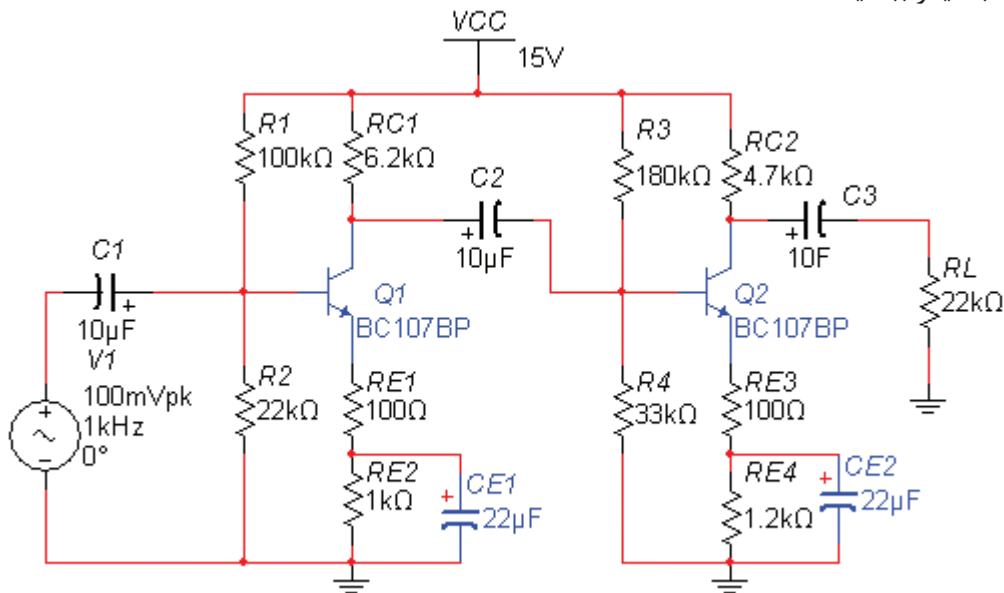 VCC
15V
R1
100kΩ
RC1
6.2kΩ
R3
180kΩ
RC2
4.7kΩ
C2
10µF
C3
10F
C1
10µF
V1
100mVpk
1kHz
0°
Q1
BC107BP
Q2
BC107BP
RL
22kΩ
R2
22kΩ
RE1
100Ω
R4
33kΩ
RE3
100Ω
RE2
1kΩ
CE1
22µF
RE4
1.2kΩ
CE2
22µF